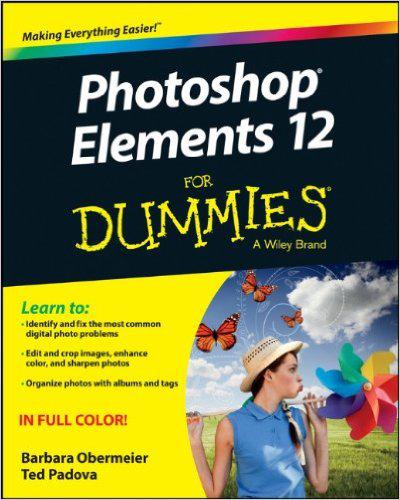 Making Everything Easier!™
Photoshop®
Elements 12
FOR
DUMMIES®
A Wiley Brand
Learn to:
• Identify and fix the most common
digital photo problems
• Edit and crop images, enhance
color, and sharpen photos
• Organize photos with albums and tags
IN FULL COLOR!
Barbara Obermeier
Ted Padova